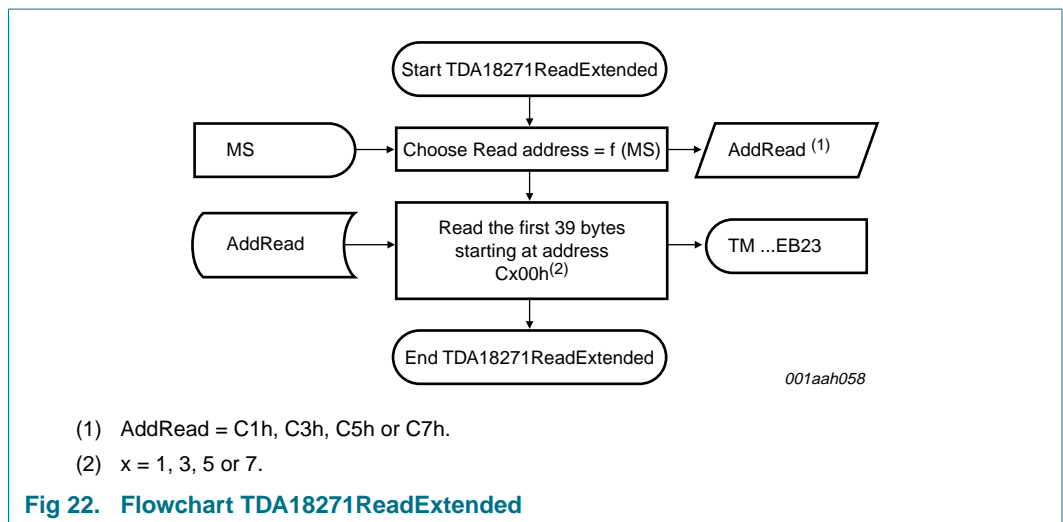 Start TDA18271ReadExtended
MS
Choose Read address = f (MS)
AddRead (1)
AddRead
Read the first 39 bytes
starting at address
Cx00h(2)
TM ...EB23
End TDA18271ReadExtended
001aah058
(1) AddRead = C1h, C3h, C5h or C7h.
(2) x = 1, 3, 5 or 7.
Fig 22. Flowchart TDA18271ReadExtended